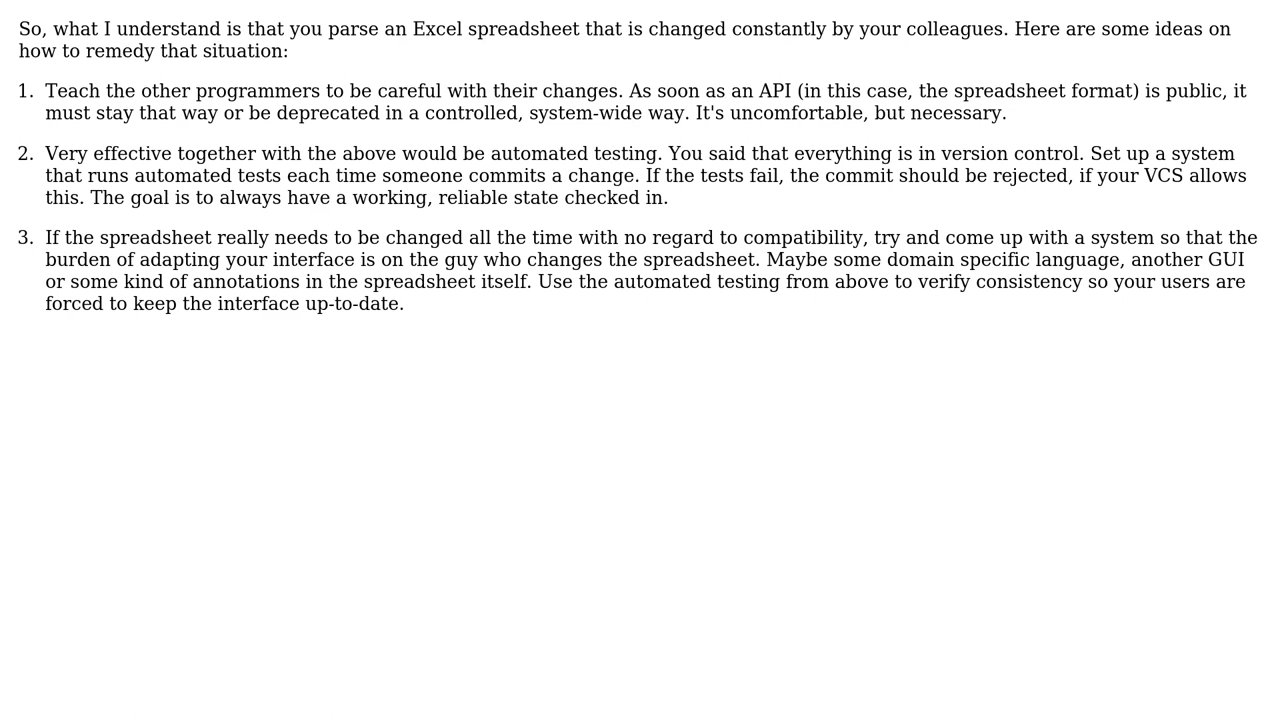 So, what I understand is that you parse an Excel spreadsheet that is changed constantly by your colleagues. Here are some ideas on
how to remedy that situation:
1. Teach the other programmers to be careful with their changes. As soon as an API (in this case, the spreadsheet format) is public, it
must stay that way or be deprecated in a controlled, system-wide way. It's uncomfortable, but necessary.
2. Very effective together with the above would be automated testing. You said that everything is in version control. Set up a system
that runs automated tests each time someone commits a change. If the tests fail, the commit should be rejected, if your VCS allows
this. The goal is to always have a working, reliable state checked in.
3. If the spreadsheet really needs to be changed all the time with no regard to compatibility, try and come up with a system so that the
burden of adapting your interface is on the guy who changes the spreadsheet. Maybe some domain specific language, another GUI
or some kind of annotations in the spreadsheet itself. Use the automated testing from above to verify consistency so your users are
forced to keep the interface up-to-date.